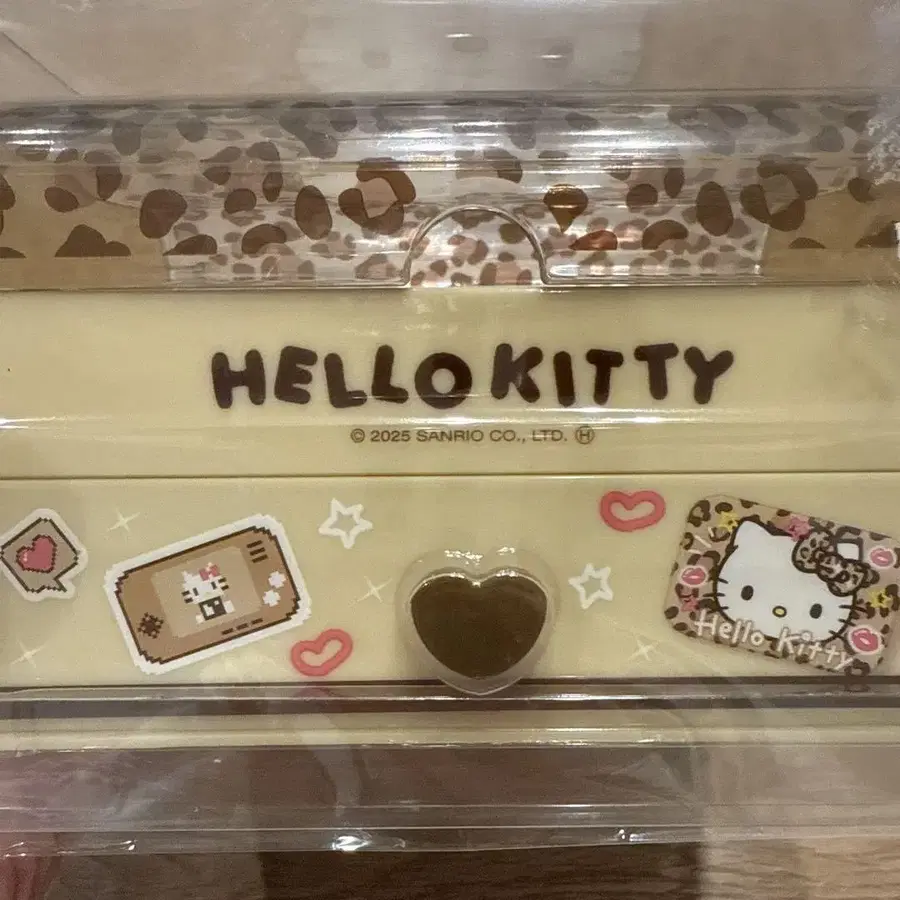 HELLO KITTY
© 2025 SANRIO CO., LTD. Ⓗ
Hello Kitty